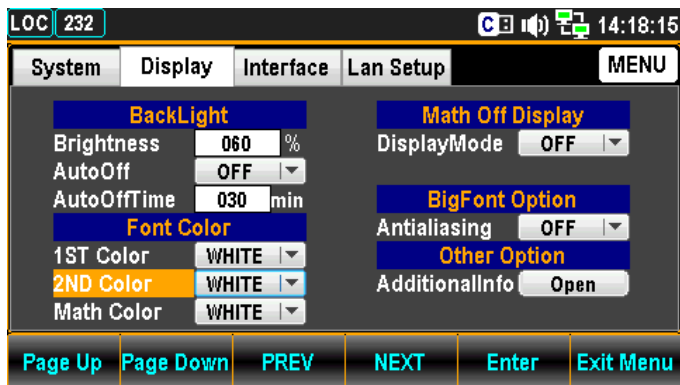 LOC 232 C 14:18:15
System Display Interface Lan Setup MENU
BackLight
Brightness 060 %
AutoOff OFF
AutoOffTime 030 min
Font Color
1ST Color WHITE
2ND Color WHITE
Math Color WHITE
Math Off Display
DisplayMode OFF
BigFont Option
Antialiasing OFF
Other Option
AdditionalInfo Open
Page Up Page Down PREV NEXT Enter Exit Menu